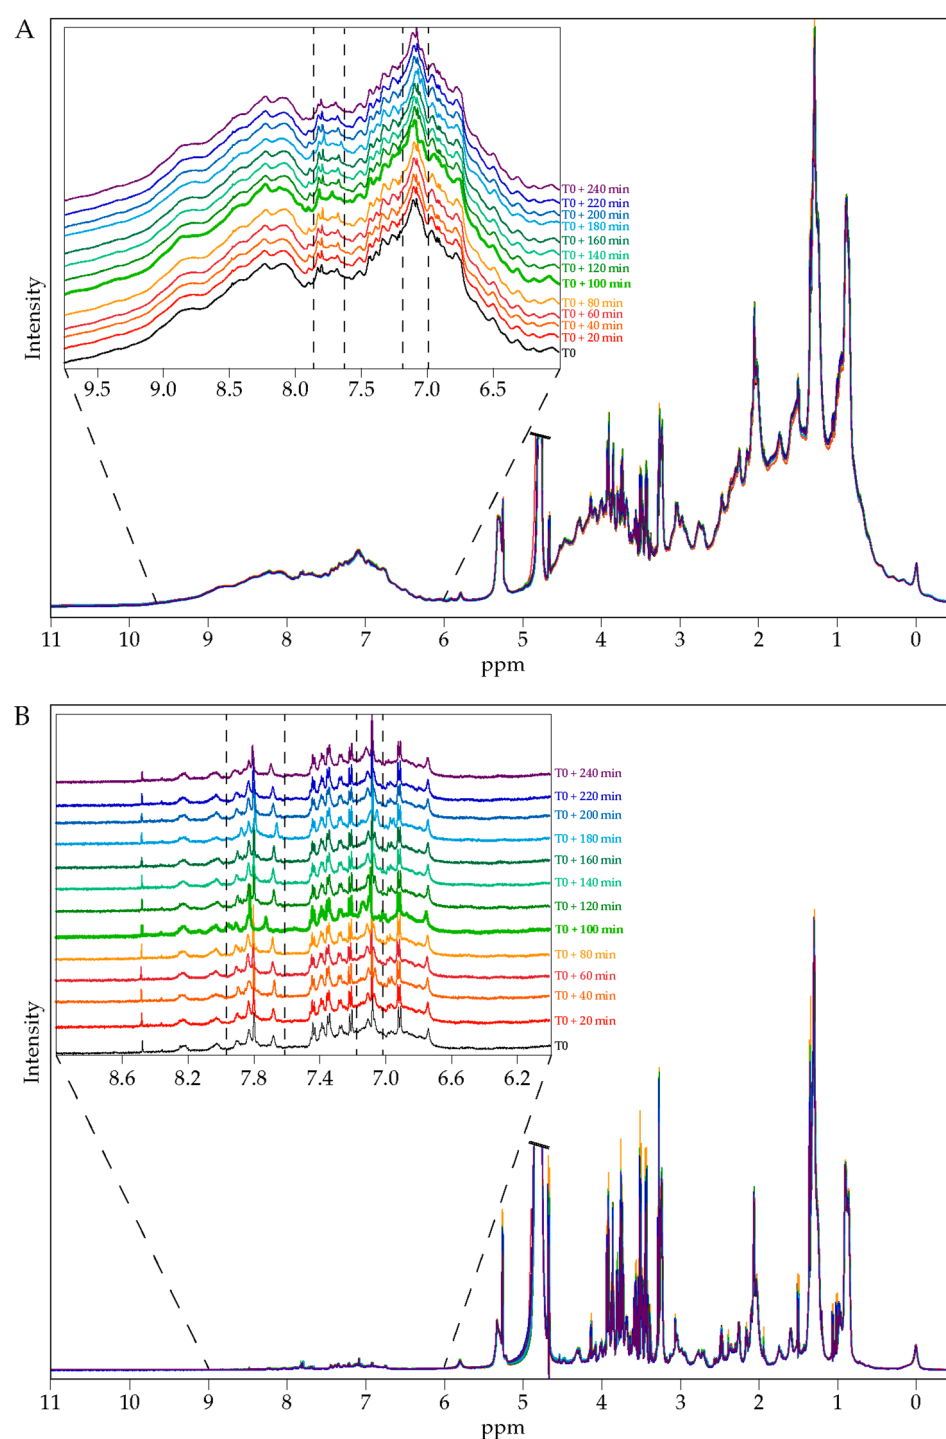 A
T0 + 240 min
T0 + 220 min
T0 + 200 min
T0 + 180 min
T0 + 160 min
T0 + 140 min
T0 + 120 min
T0 + 100 min
T0 + 80 min
T0 + 60 min
T0 + 40 min
T0 + 20 min
T0
Intensity
9.5 9.0 8.5 8.0 7.5 7.0 6.5
11 10 9 8 7 6 5 4 3 2 1 0
ppm
B
T0 + 240 min
T0 + 220 min
T0 + 200 min
T0 + 180 min
T0 + 160 min
T0 + 140 min
T0 + 120 min
T0 + 100 min
T0 + 80 min
T0 + 60 min
T0 + 40 min
T0 + 20 min
T0
Intensity
8.6 8.2 7.8 7.4 7.0 6.6 6.2
11 10 9 8 7 6 5 4 3 2 1 0
ppm